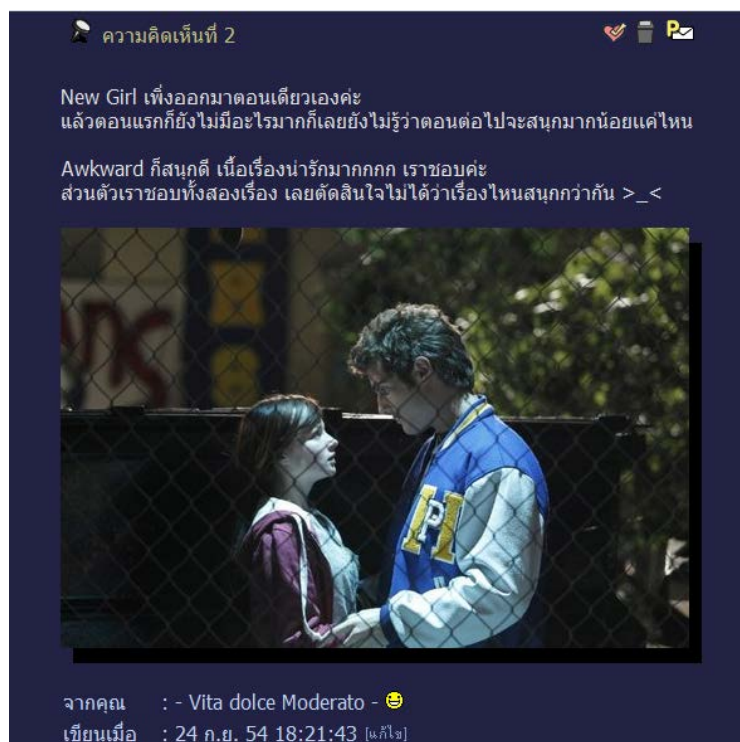 ความคิดเห็นที่ 2
New Girl เพิ่งออกมาตอนเดียวเองค่ะ
แล้วตอนแรกก็ยังไม่มีอะไรมากก็เลยยังไม่รู้ว่าตอนต่อไปจะสนุกมากน้อยแค่ไหน
Awkward ก็สนุกดี เนื้อเรื่องน่ารักมากกกก เราชอบค่ะ
ส่วนตัวเราชอบทั้งสองเรื่อง เลยตัดสินใจไม่ได้ว่าเรื่องไหนสนุกกว่ากัน >_<
จากคุณ : - Vita dolce Moderato -
เขียนเมื่อ : 24 ก.ย. 54 18:21:43 [แก้ไข]